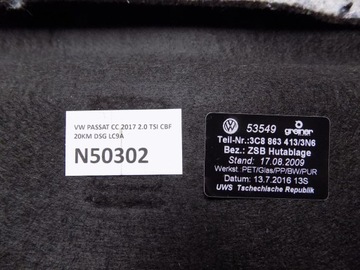 VW PASSAT CC 2017 2.0 TSI CBF
20KM DSG LC9A
N50302
53549 greiner
Teil-Nr.:3C8 863 413/3N6
Bez.: ZSB Hutablage
Stand: 17.08.2009
Werkst. PET/Glas/PP/BW/PUR
Datum: 13.7.2016 13S
UWS Tschechische Republik